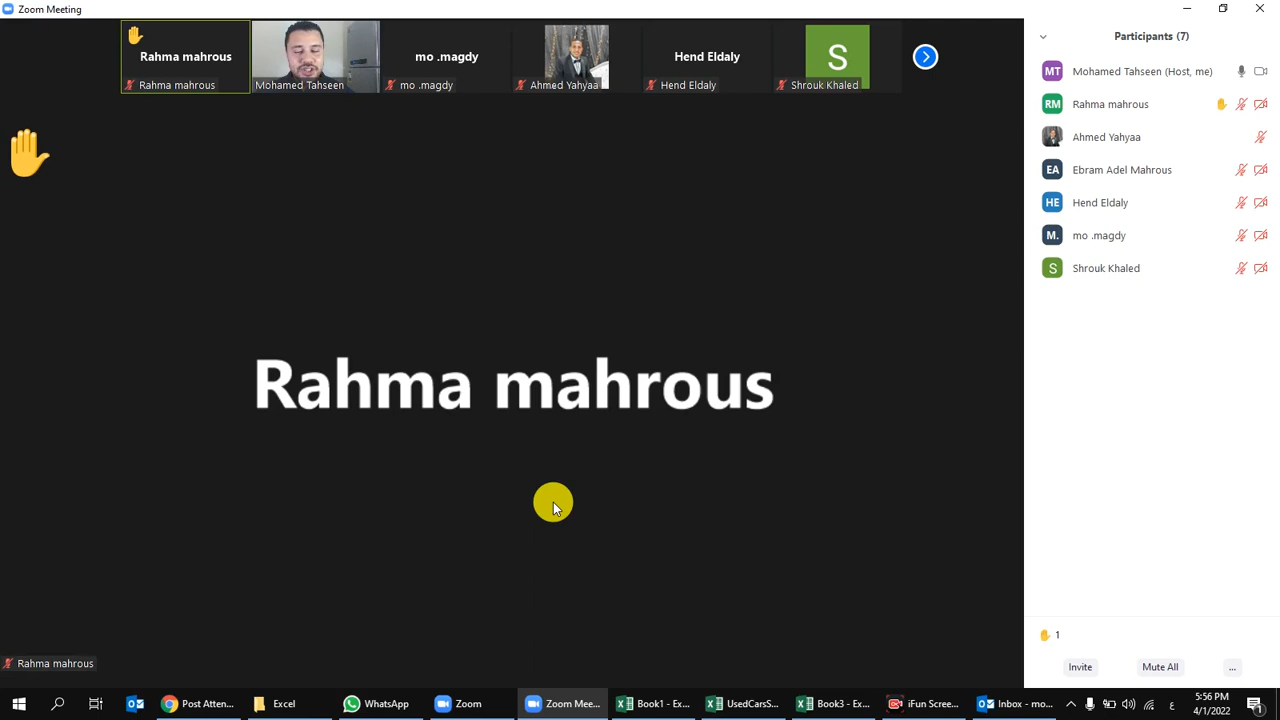 Zoom Meeting
Rahma mahrous
Rahma mahrous
Mohamed Tahseen
mo .magdy
mo .magdy
Ahmed Yahyaa
Hend Eldaly
Hend Eldaly
S
Shrouk Khaled
Rahma mahrous
Rahma mahrous
Participants (7)
MT Mohamed Tahseen (Host, me)
RM Rahma mahrous
Ahmed Yahyaa
EA Ebram Adel Mahrous
HE Hend Eldaly
M. mo .magdy
S Shrouk Khaled
1
Invite Mute All ...
Post Atten...
Excel
WhatsApp
Zoom
Zoom Mee...
Book1 - Ex...
UsedCarsS...
Book3 - Ex...
iFun Scree...
Inbox - mo...
ع
5:56 PM
4/1/2022
1